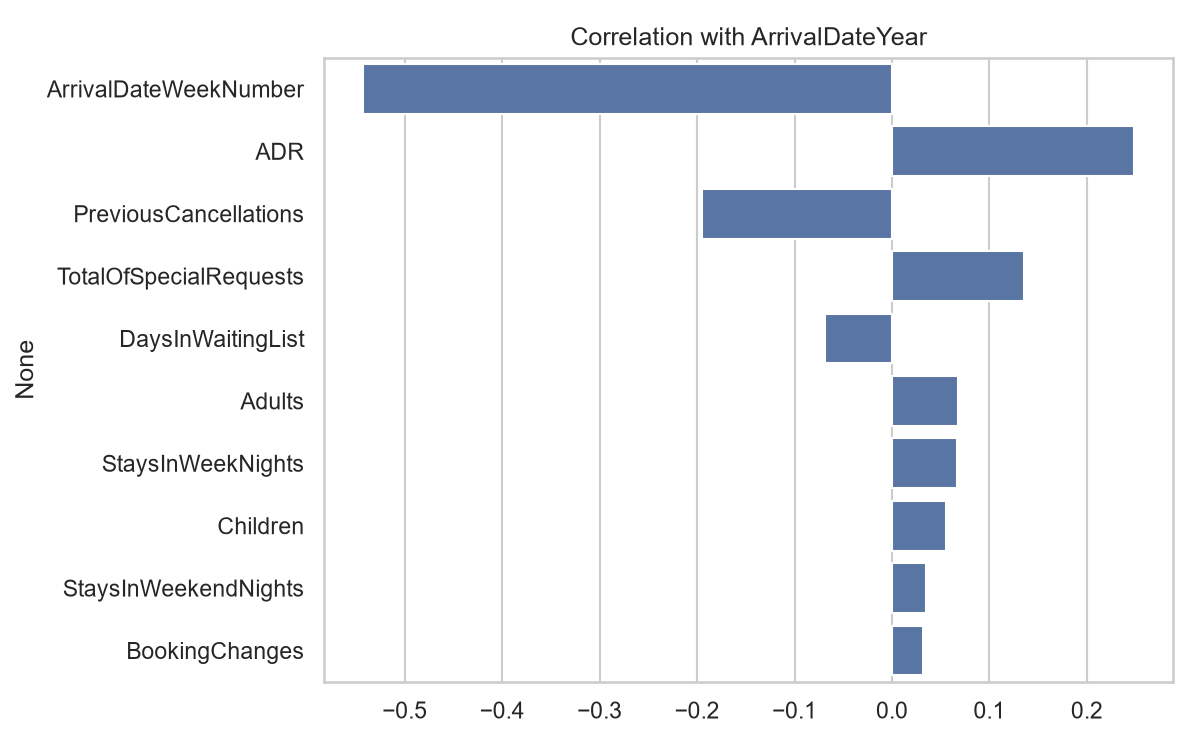 Correlation with ArrivalDateYear
ArrivalDateWeekNumber
ADR
PreviousCancellations
TotalOfSpecialRequests
DaysInWaitingList
Adults
StaysInWeekNights
Children
StaysInWeekendNights
BookingChanges
None
−0.5 −0.4 −0.3 −0.2 −0.1 0.0 0.1 0.2